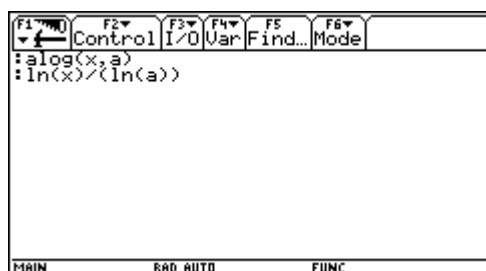 F1 F2 Control F3 I/O F4 Var F5 Find… F6 Mode
:alog(x,a)
:ln(x)/(ln(a))
MAIN RAD AUTO FUNC